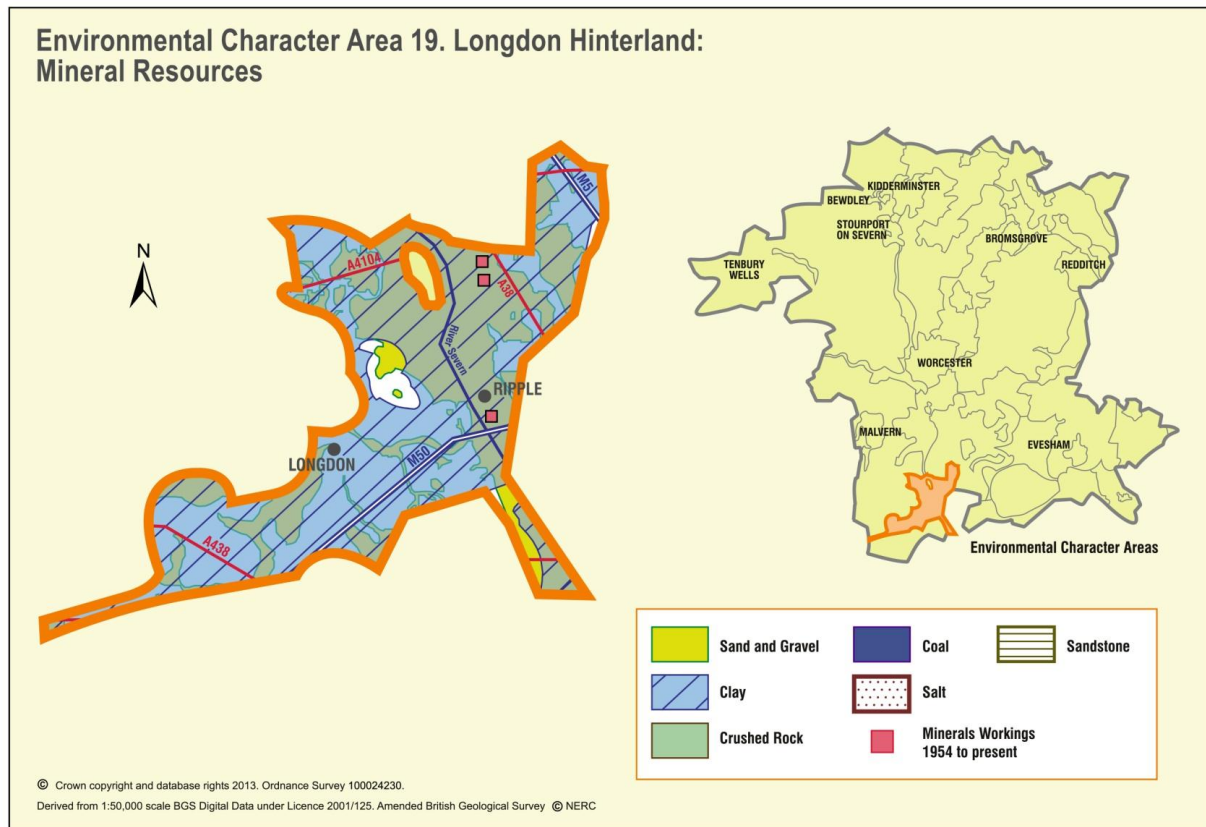 Environmental Character Area 19. Longdon Hinterland:
Mineral Resources
N
M5
A4104
A38
River Severn
RIPPLE
LONGDON
M50
A438
KIDDERMINSTER
BEWDLEY
STOURPORT
ON SEVERN
BROMSGROVE
TENBURY
WELLS
REDDITCH
WORCESTER
MALVERN
EVESHAM
Environmental Character Areas
Sand and Gravel
Coal
Sandstone
Clay
Salt
Crushed Rock
Minerals Workings
1954 to present
© Crown copyright and database rights 2013. Ordnance Survey 100024230.
Derived from 1:50,000 scale BGS Digital Data under Licence 2001/125. Amended British Geological Survey © NERC